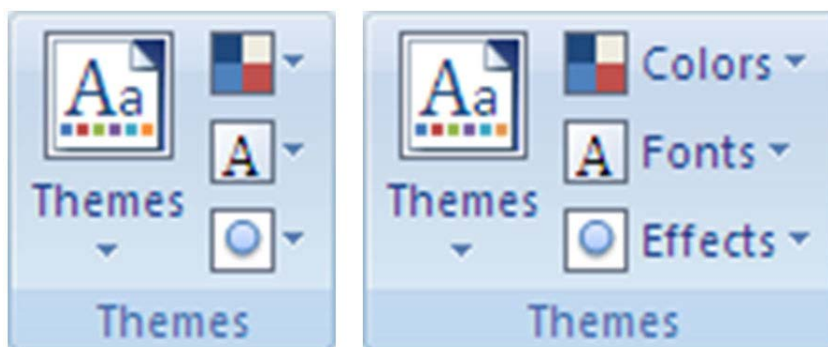 Aa
A
Themes
Themes
Aa
Colors
A
Fonts
Themes
Effects
Themes